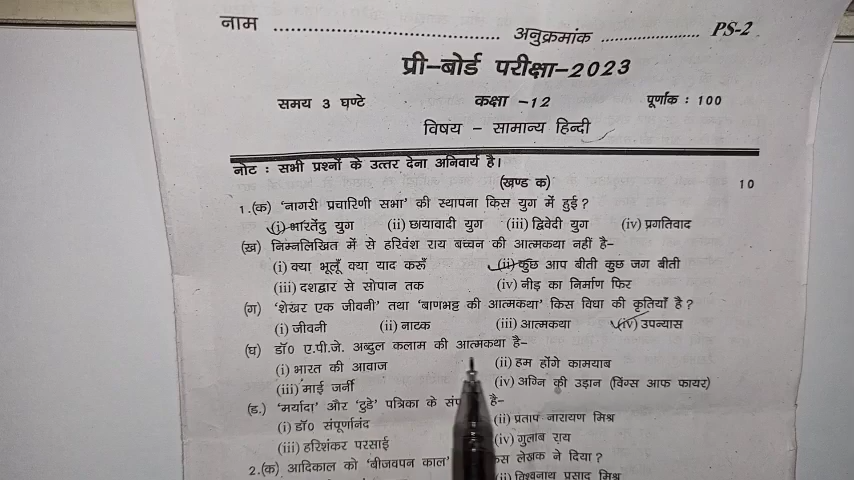 नाम ........................................ अनुक्रमांक ...................... PS-2
प्री-बोर्ड परीक्षा-2023
समय 3 घण्टे कक्षा -12 पूर्णांक : 100
विषय - सामान्य हिन्दी
नोट : सभी प्रश्नों के उत्तर देना अनिवार्य है।
(खण्ड क) 10
1.(क) 'नागरी प्रचारिणी सभा' की स्थापना किस युग में हुई ?
(i) भारतेंदु युग (ii) छायावादी युग (iii) द्विवेदी युग (iv) प्रगतिवाद
(ख) निम्नलिखित में से हरिवंश राय बच्चन की आत्मकथा नहीं है-
(i) क्या भूलूँ क्या याद करूँ (ii) कुछ आप बीती कुछ जग बीती
(iii) दशद्वार से सोपान तक (iv) नीड़ का निर्माण फिर
(ग) 'शेखर एक जीवनी' तथा 'बाणभट्ट की आत्मकथा' किस विधा की कृतियाँ है ?
(i) जीवनी (ii) नाटक (iii) आत्मकथा (iv) उपन्यास
(घ) डॉ0 ए.पी.जे. अब्दुल कलाम की आत्मकथा है-
(i) भारत की आवाज (ii) हम होंगे कामयाब
(iii) माई जर्नी (iv) अग्नि की उड़ान (विंग्स आफ फायर)
(ड.) 'मर्यादा' और 'टुडे' पत्रिका के है-
(i) डॉ0 संपूर्णानंद (ii) प्रताप नारायण मिश्र
(iii) हरिशंकर परसाई (iv) गुलाब राय
2.(क) आदिकाल को 'बीजवपन काल' लेखक ने दिया ?
(ii) विश्वनाथ प्रसाद मिश्र